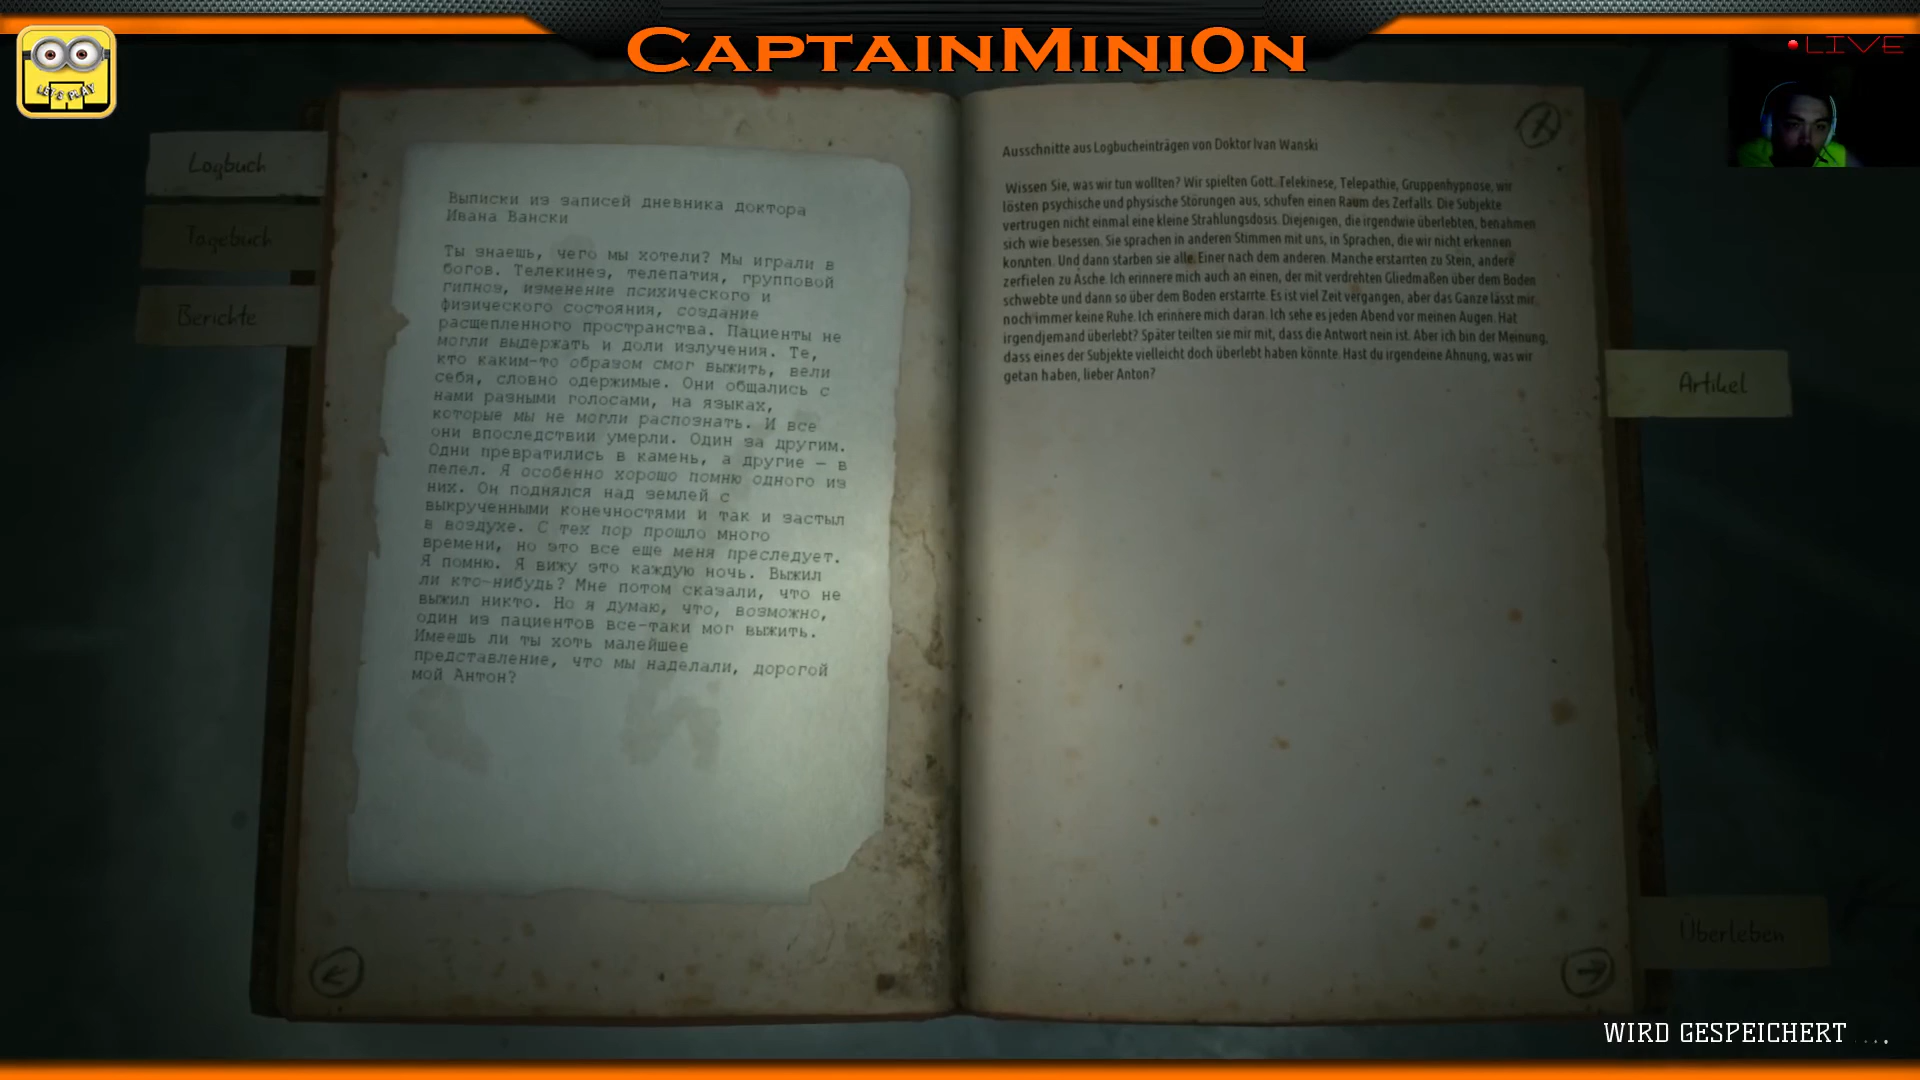 CAPTAINMINION
LIVE
LET'S PLAY
Logbuch
Tagebuch
Berichte
Выписки из записей дневника доктора
Ивана Вански
Ты знаешь, чего мы хотели? Мы играли в
богов. Телекинез, телепатия, групповой
гипноз, изменение психического и
физического состояния, создание
расщепленного пространства. Пациенты не
могли выдержать и доли излучения. Те,
кто каким-то образом смог выжить, вели
себя, словно одержимые. Они общались с
нами разными голосами, на языках,
которые мы не могли распознать. И все
они впоследствии умерли. Один за другим.
Одни превратились в камень, а другие – в
пепел. Я особенно хорошо помню одного из
них. Он поднялся над землей с
выкрученными конечностями и так и застыл
в воздухе. С тех пор прошло много
времени, но это все еще меня преследует.
Я помню. Я вижу это каждую ночь. Выжил
ли кто-нибудь? Мне потом сказали, что не
выжил никто. Но я думаю, что, возможно,
один из пациентов все-таки мог выжить.
Имеешь ли ты хоть малейшее
представление, что мы наделали, дорогой
мой Антон?
Ausschnitte aus Logbucheinträgen von Doktor Ivan Wanski
Wissen Sie, was wir tun wollten? Wir spielten Gott. Telekinese, Telepathie, Gruppenhypnose, wir
lösten psychische und physische Störungen aus, schufen einen Raum des Zerfalls. Die Subjekte
vertrugen nicht einmal eine kleine Strahlungsdosis. Diejenigen, die irgendwie überlebten, benahmen
sich wie besessen. Sie sprachen in anderen Stimmen mit uns, in Sprachen, die wir nicht erkennen
konnten. Und dann starben sie alle. Einer nach dem anderen. Manche erstarrten zu Stein, andere
zerfielen zu Asche. Ich erinnere mich auch an einen, der mit verdrehten Gliedmaßen über dem Boden
schwebte und dann so über dem Boden erstarrte. Es ist viel Zeit vergangen, aber das Ganze lässt mir
noch immer keine Ruhe. Ich erinnere mich daran. Ich sehe es jeden Abend vor meinen Augen. Hat
irgendjemand überlebt? Später teilten sie mir mit, dass die Antwort nein ist. Aber ich bin der Meinung,
dass eines der Subjekte vielleicht doch überlebt haben könnte. Hast du irgendeine Ahnung, was wir
getan haben, lieber Anton?
Artikel
Überleben
WIRD GESPEICHERT ....